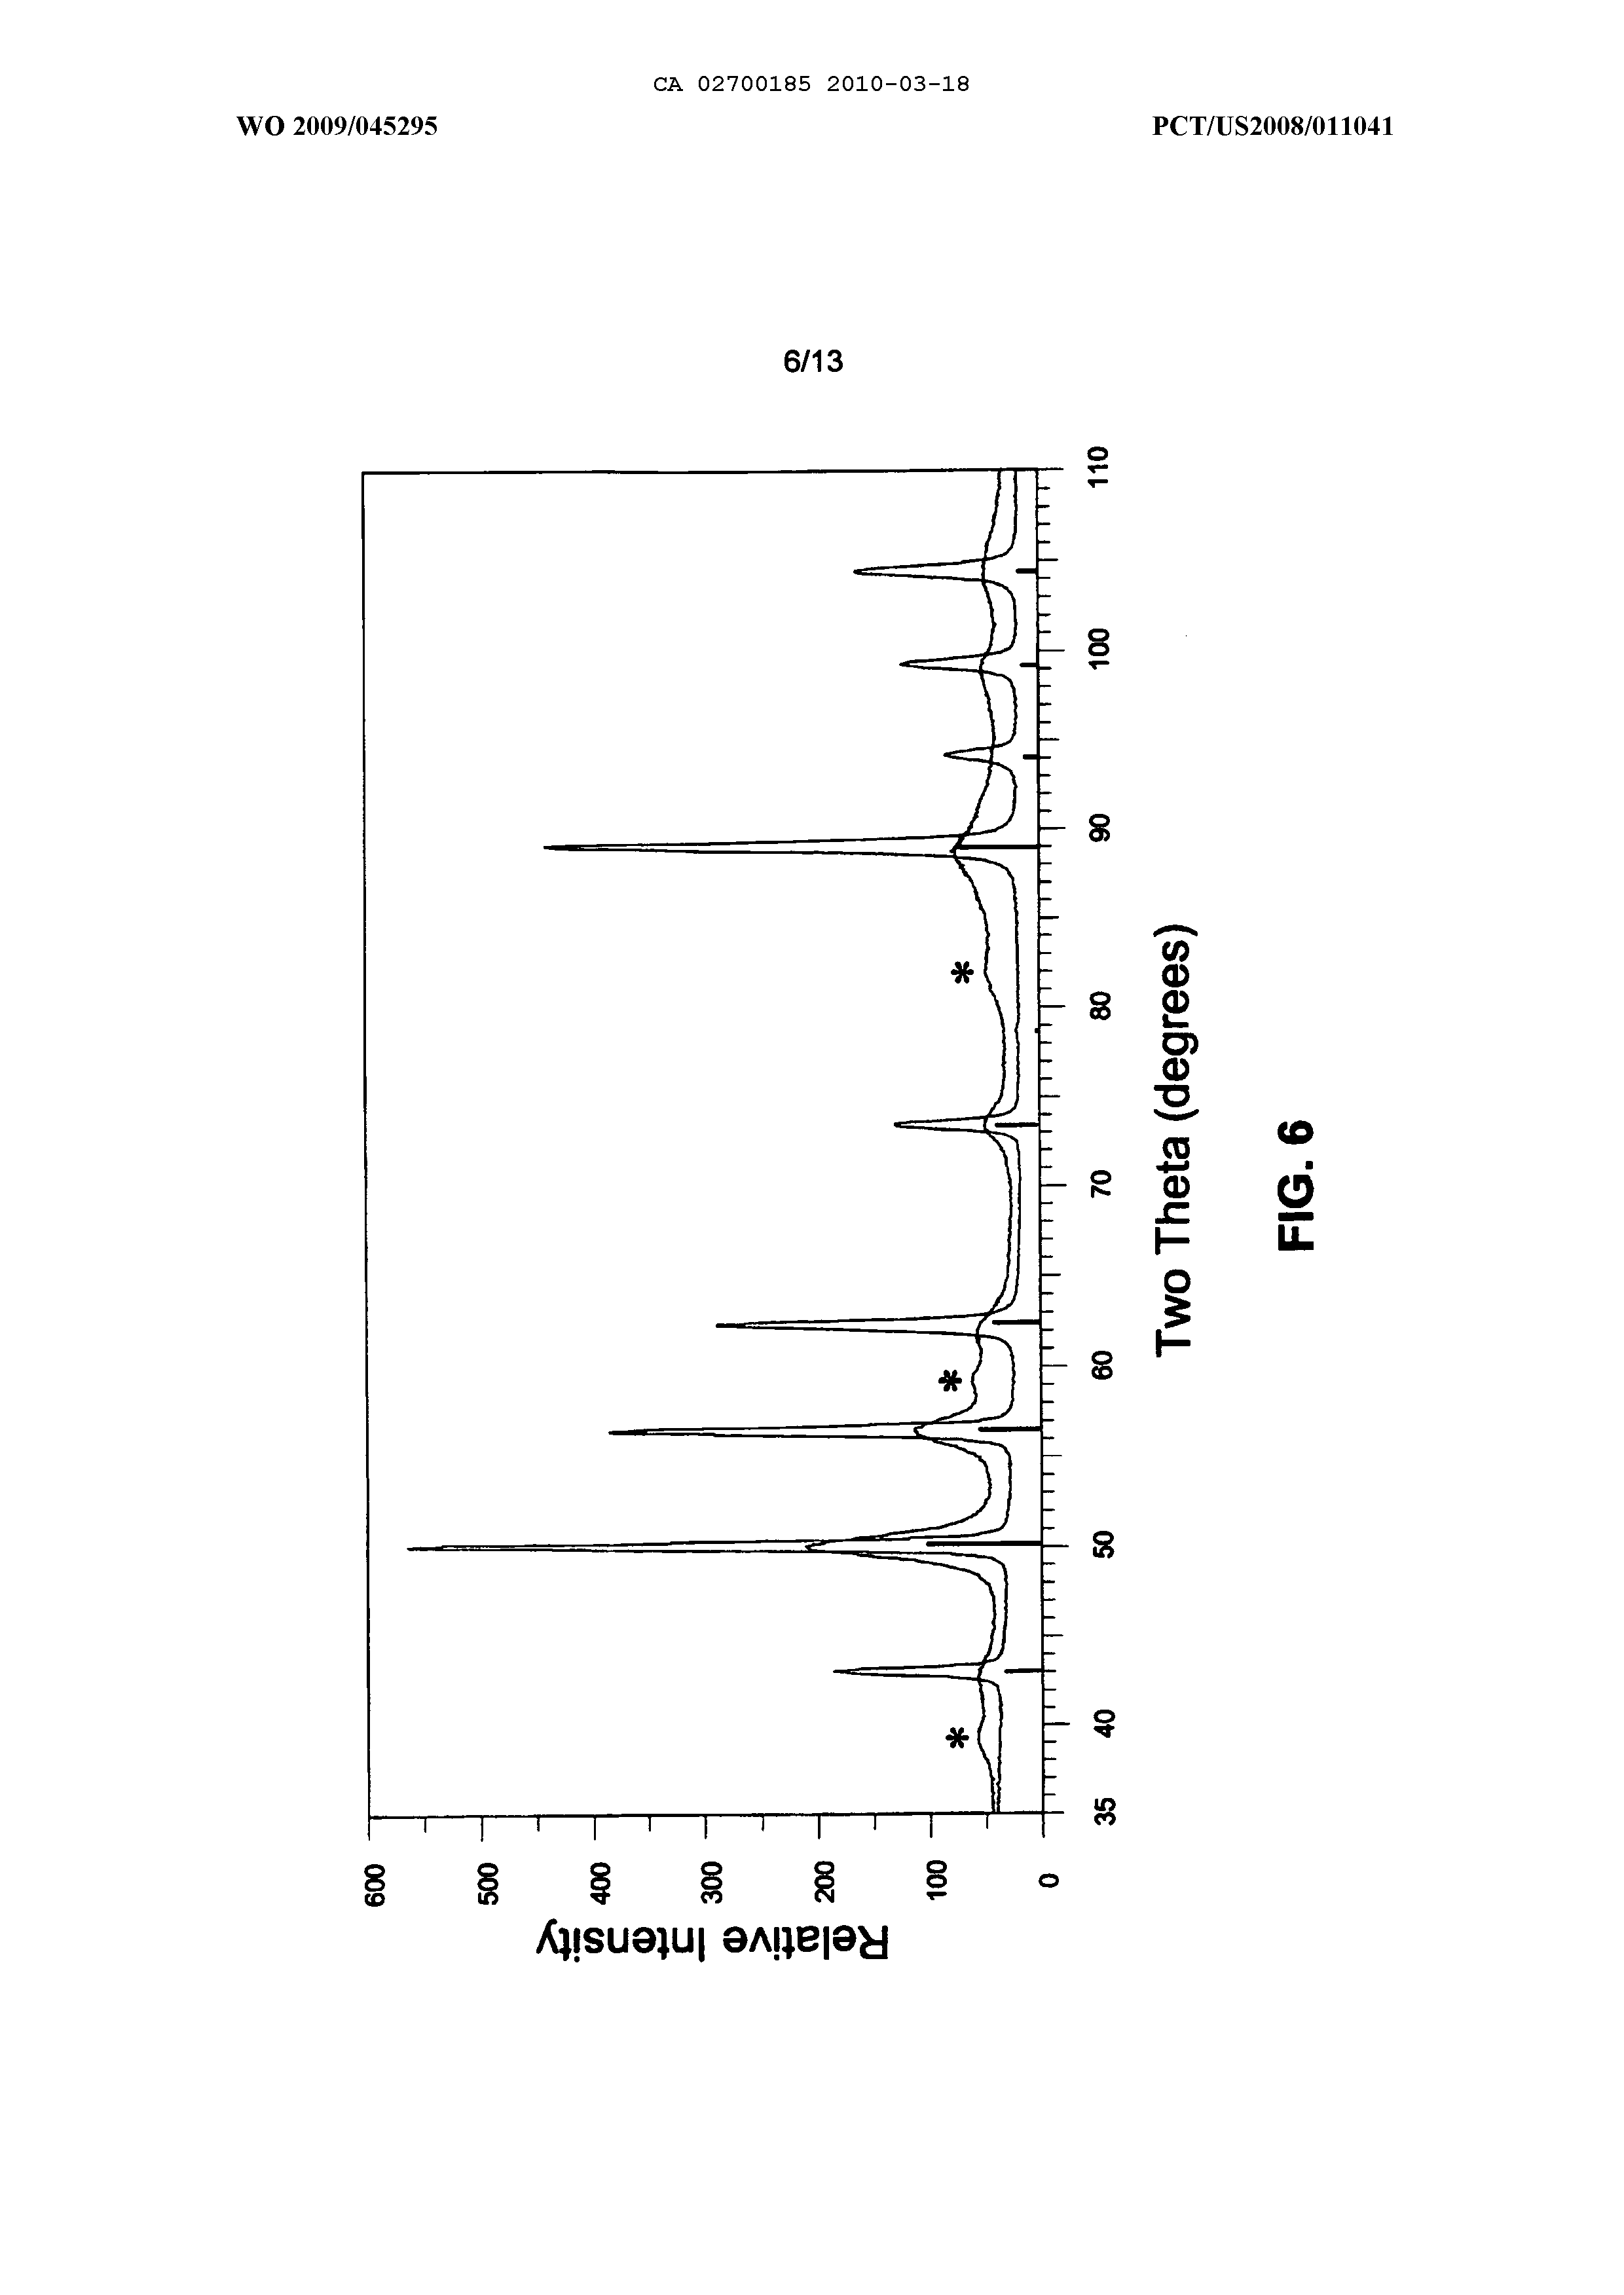 CA 02700185 2010-03-18
WO 2009/045295 PCT/US2008/011041
6/13
Relative Intensity
600
500
400
300
200
100
0
*
*
*
35 40 50 60 70 80 90 100 110
Two Theta (degrees)
FIG. 6